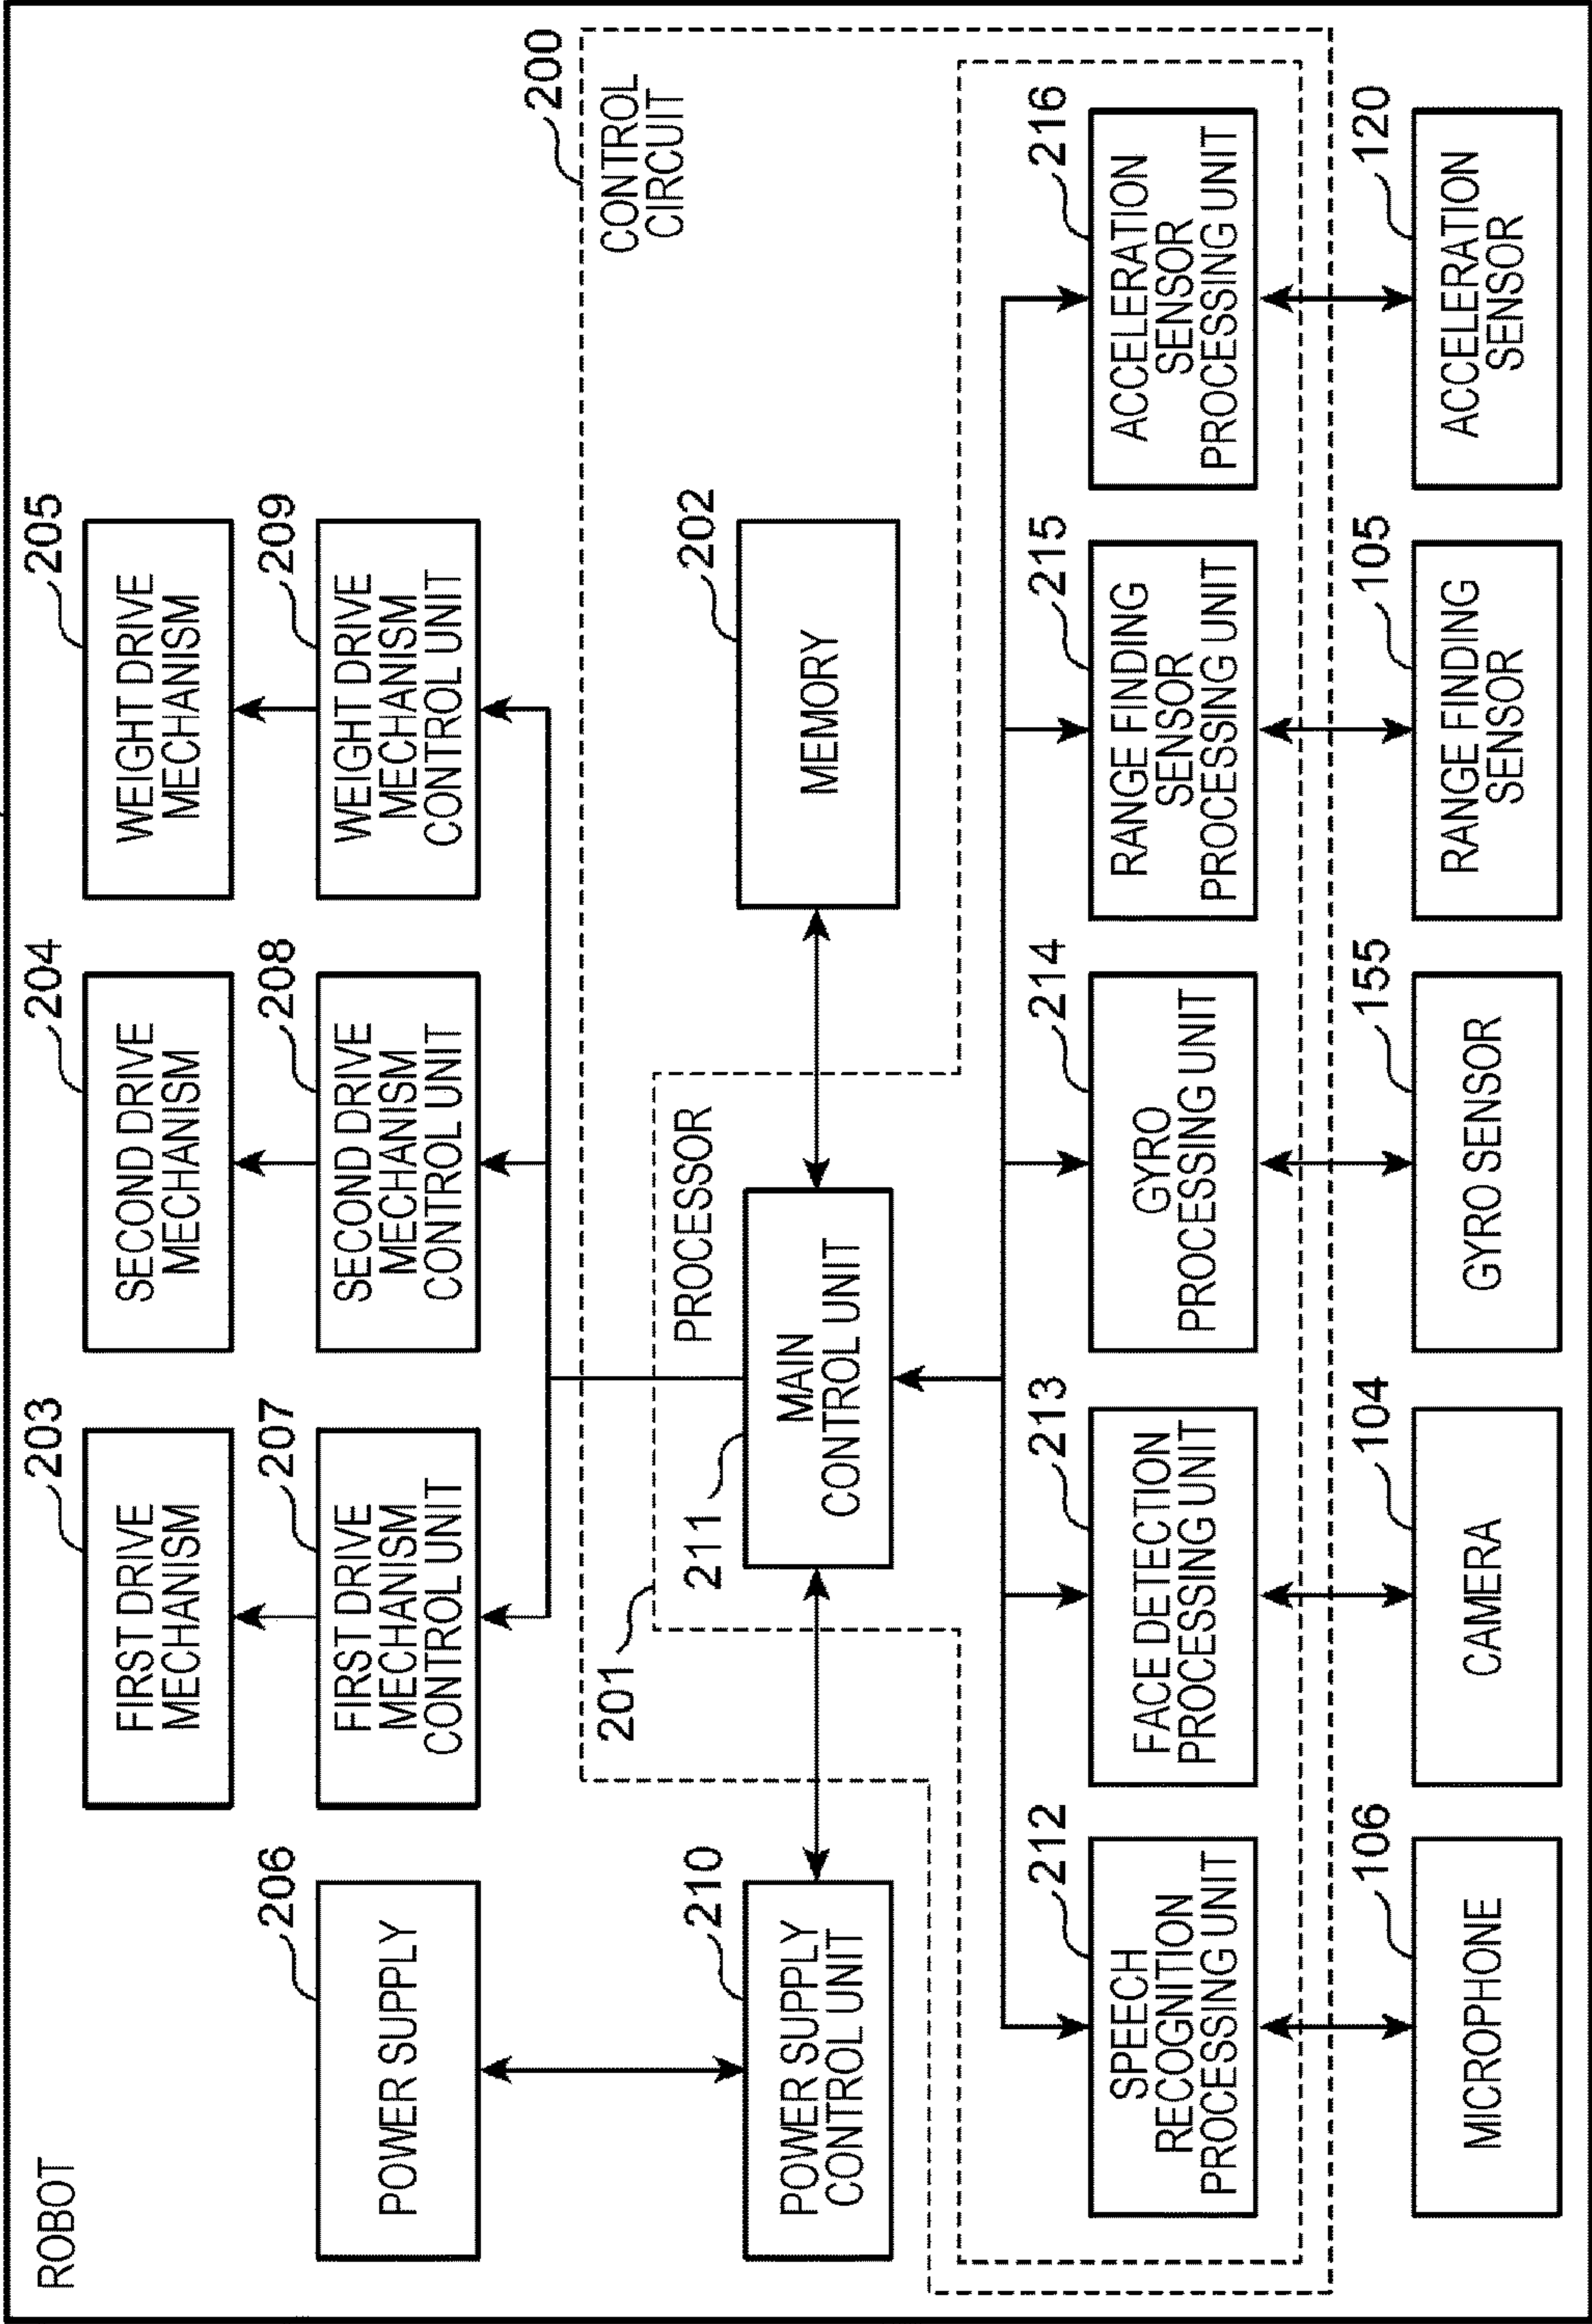 ROBOT
203
FIRST DRIVE
MECHANISM
204
SECOND DRIVE
MECHANISM
205
WEIGHT DRIVE
MECHANISM
206
POWER SUPPLY
207
FIRST DRIVE
MECHANISM
CONTROL UNIT
208
SECOND DRIVE
MECHANISM
CONTROL UNIT
209
WEIGHT DRIVE
MECHANISM
CONTROL UNIT
200
CONTROL
CIRCUIT
201
PROCESSOR
210
POWER SUPPLY
CONTROL UNIT
211
MAIN
CONTROL UNIT
202
MEMORY
212
SPEECH
RECOGNITION
PROCESSING UNIT
213
FACE DETECTION
PROCESSING UNIT
214
GYRO
PROCESSING UNIT
215
RANGE FINDING
SENSOR
PROCESSING UNIT
216
ACCELERATION
SENSOR
PROCESSING UNIT
106
MICROPHONE
104
CAMERA
155
GYRO SENSOR
105
RANGE FINDING
SENSOR
120
ACCELERATION
SENSOR